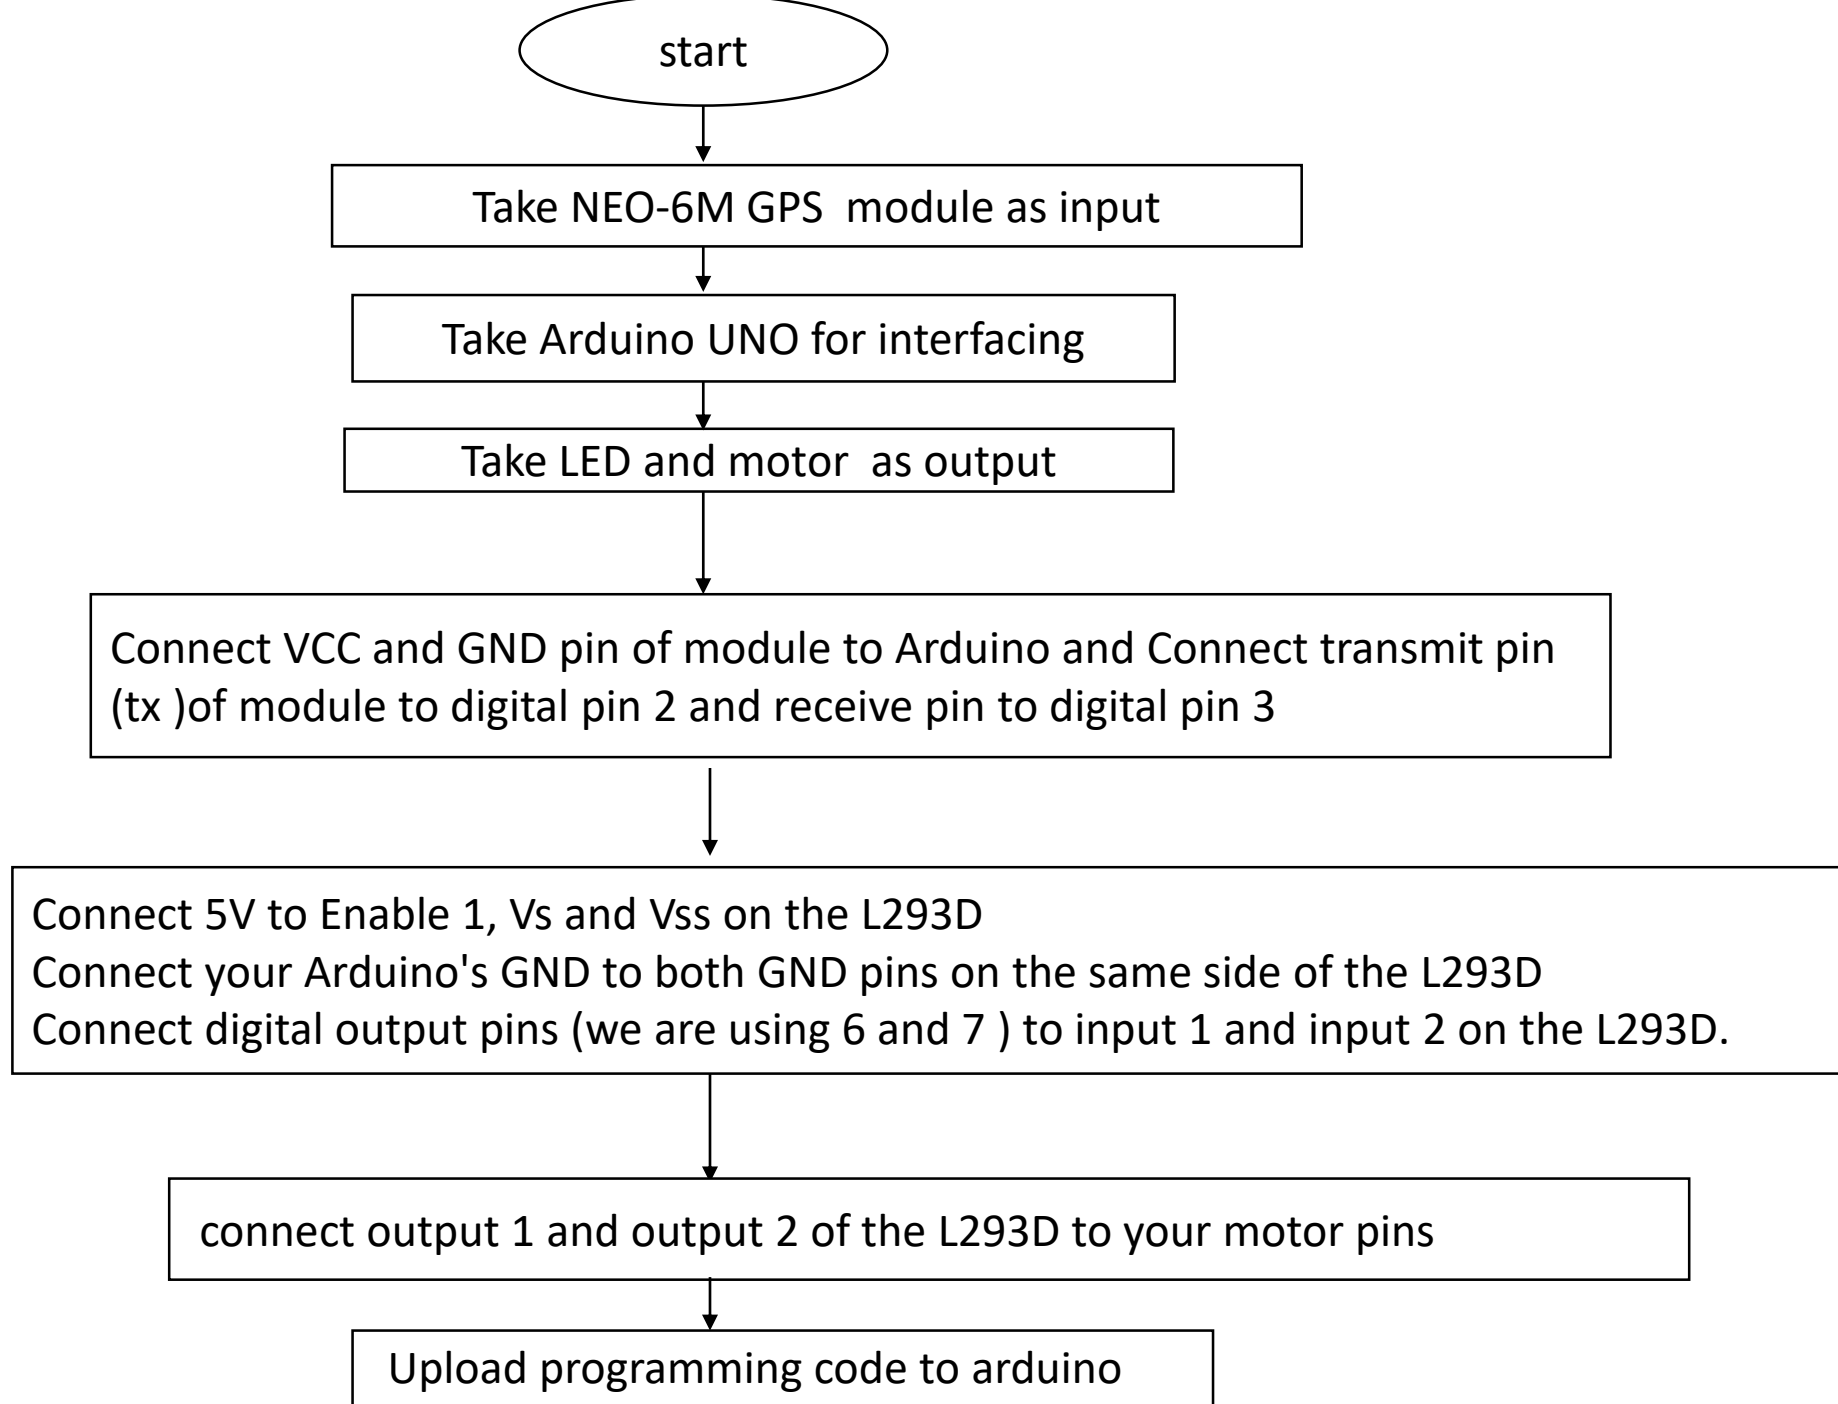 start
Take NEO-6M GPS  module as input
Take Arduino UNO for interfacing
Take LED and motor  as output
Connect VCC and GND pin of module to Arduino and Connect transmit pin
(tx )of module to digital pin 2 and receive pin to digital pin 3
Connect 5V to Enable 1, Vs and Vss on the L293D
Connect your Arduino's GND to both GND pins on the same side of the L293D
Connect digital output pins (we are using 6 and 7 ) to input 1 and input 2 on the L293D.
connect output 1 and output 2 of the L293D to your motor pins
Upload programming code to arduino